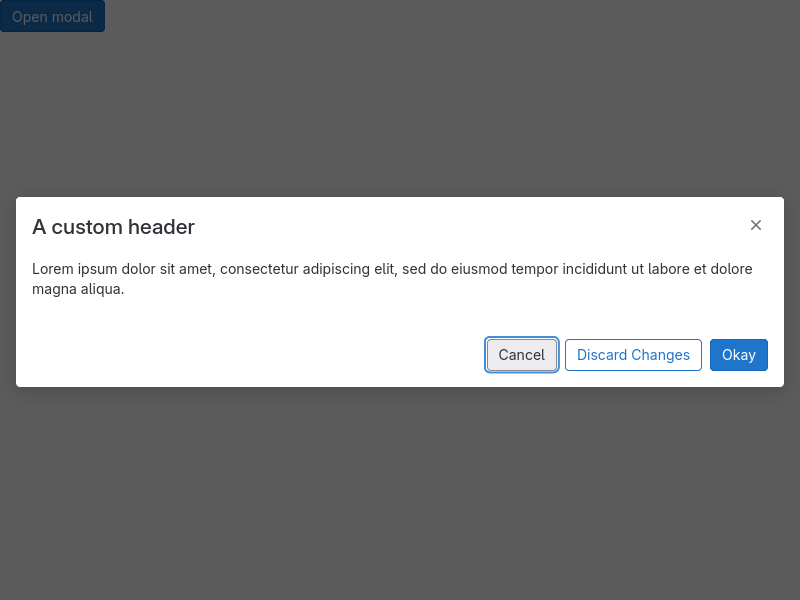 Open modal
A custom header
Lorem ipsum dolor sit amet, consectetur adipiscing elit, sed do eiusmod tempor incididunt ut labore et dolore
magna aliqua.
Cancel Discard Changes Okay